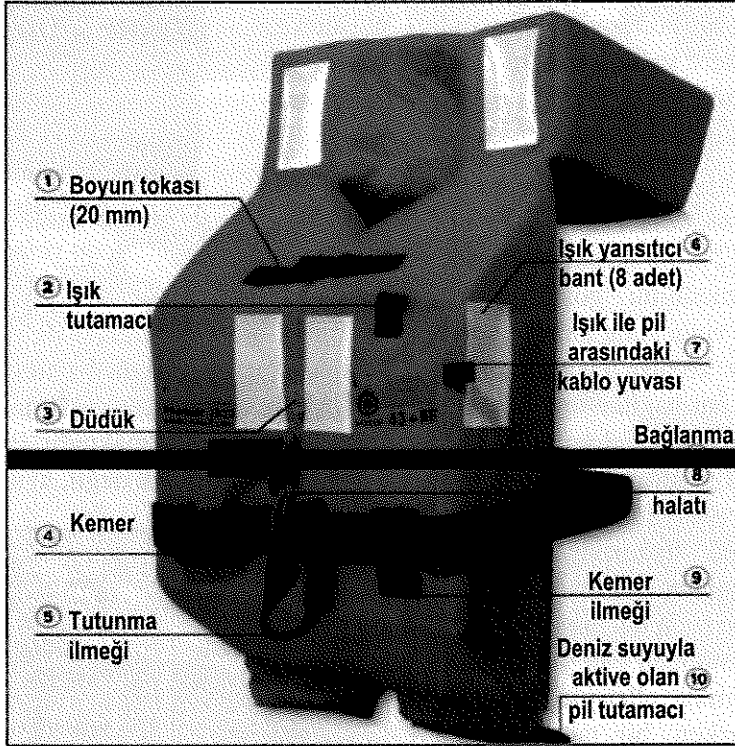 ① Boyun tokası
(20 mm)
② Işık
tutamacı
③ Düdük
④ Kemer
⑤ Tutunma
ilmeği
Işık yansıtıcı ⑥
bant (8 adet)
Işık ile pil
arasındaki ⑦
kablo yuvası
Bağlanma
⑧
halatı
Kemer ⑨
ilmeği
Deniz suyuyla
aktive olan ⑩
pil tutamacı
43+